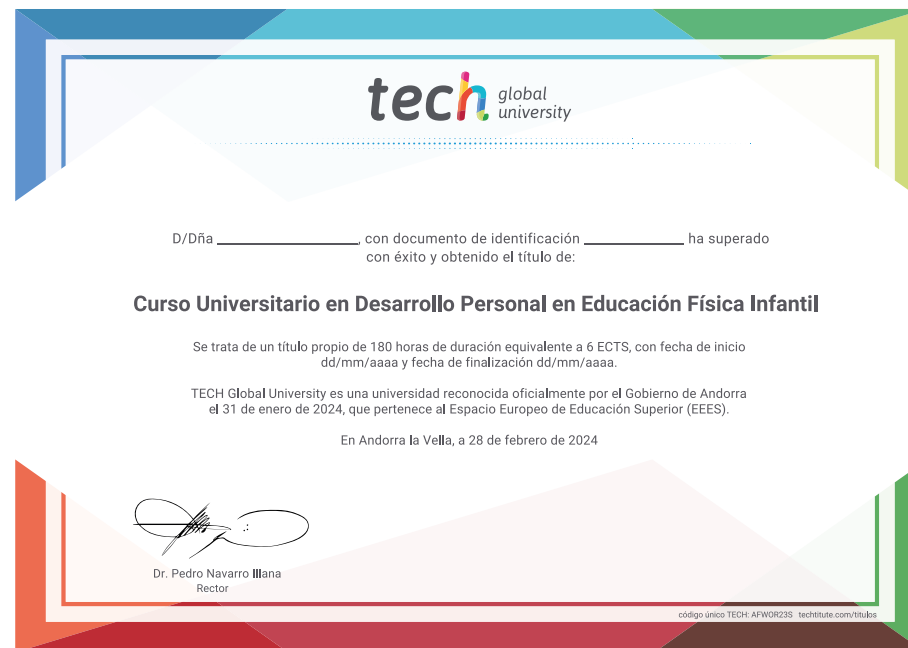 tech global university
D/Dña ____________________, con documento de identificación ______________ ha superado
con éxito y obtenido el título de:
Curso Universitario en Desarrollo Personal en Educación Física Infantil
Se trata de un título propio de 180 horas de duración equivalente a 6 ECTS, con fecha de inicio
dd/mm/aaaa y fecha de finalización dd/mm/aaaa.
TECH Global University es una universidad reconocida oficialmente por el Gobierno de Andorra
el 31 de enero de 2024, que pertenece al Espacio Europeo de Educación Superior (EEES).
En Andorra la Vella, a 28 de febrero de 2024
Dr. Pedro Navarro Illana
Rector
código único TECH: AFWOR23S techtitute.com/titulos